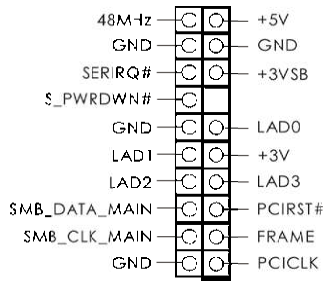 48MHz +5V
GND GND
SERIRQ# +3VSB
S_PWRDWN#
GND LAD0
LAD1 +3V
LAD2 LAD3
SMB_DATA_MAIN PCIRST#
SMB_CLK_MAIN FRAME
GND PCICLK